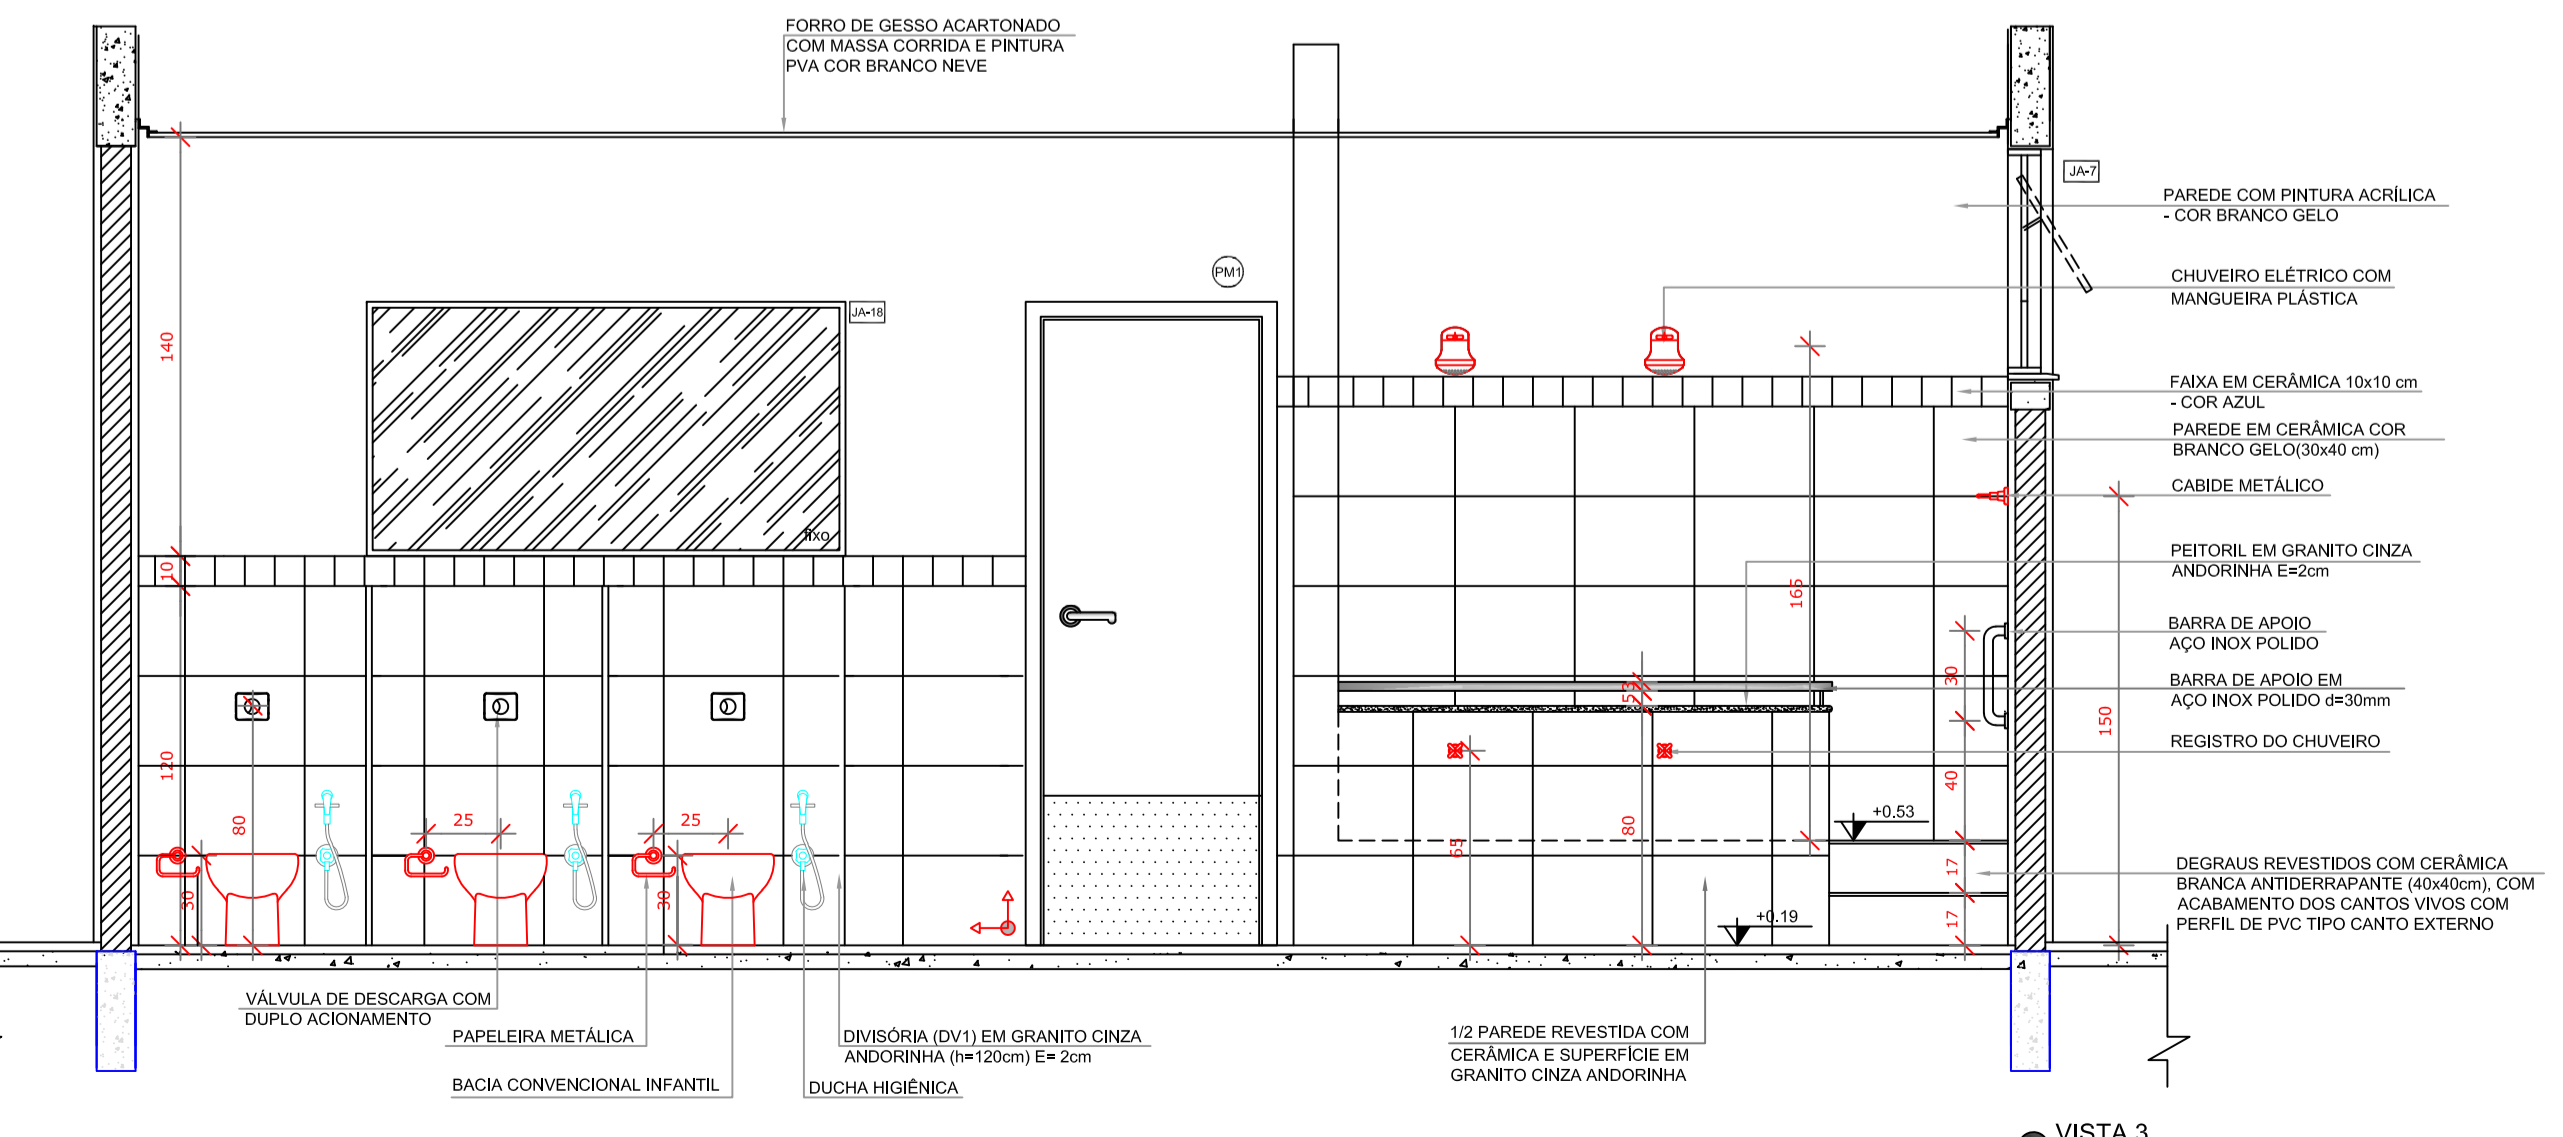 FORRO DE GESSO ACARTONADO
COM MASSA CORRIDA E PINTURA
PVA COR BRANCO NEVE
JA-7
PAREDE COM PINTURA ACRÍLICA
- COR BRANCO GELO
PM1
CHUVEIRO ELÉTRICO COM
MANGUEIRA PLÁSTICA
JA-18
140
FAIXA EM CERÂMICA 10x10 cm
- COR AZUL
PAREDE EM CERÂMICA COR
BRANCO GELO(30x40 cm)
CABIDE METÁLICO
fixo
10
165
PEITORIL EM GRANITO CINZA
ANDORINHA E=2cm
BARRA DE APOIO
AÇO INOX POLIDO
30
53
BARRA DE APOIO EM
AÇO INOX POLIDO d=30mm
150
REGISTRO DO CHUVEIRO
120
80
25
25
65
80
40
+0.53
30
30
17
17
+0.19
DEGRAUS REVESTIDOS COM CERÂMICA
BRANCA ANTIDERRAPANTE (40x40cm), COM
ACABAMENTO DOS CANTOS VIVOS COM
PERFIL DE PVC TIPO CANTO EXTERNO
VÁLVULA DE DESCARGA COM
DUPLO ACIONAMENTO
PAPELEIRA METÁLICA
DIVISÓRIA (DV1) EM GRANITO CINZA
ANDORINHA (h=120cm) E= 2cm
BACIA CONVENCIONAL INFANTIL
DUCHA HIGIÊNICA
1/2 PAREDE REVESTIDA COM
CERÂMICA E SUPERFÍCIE EM
GRANITO CINZA ANDORINHA
VISTA 3